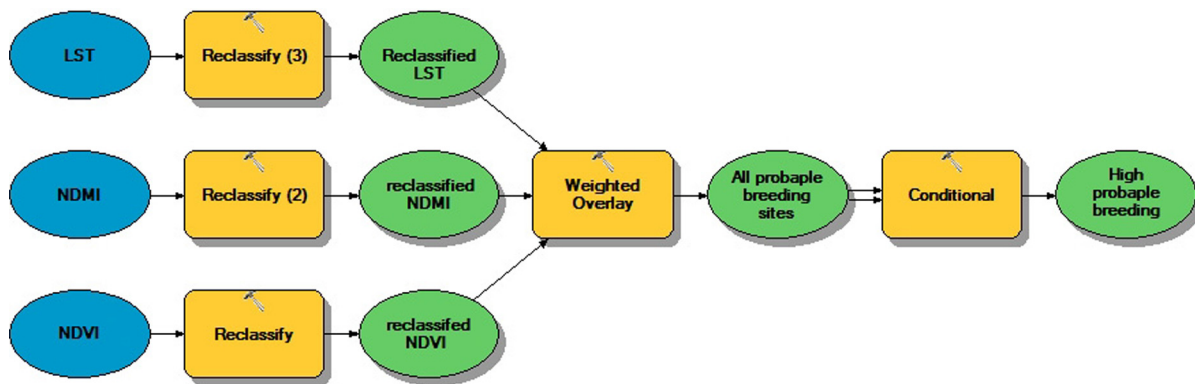 LST
Reclassify (3)
Reclassified
LST
NDMI
Reclassify (2)
reclassified
NDMI
Weighted
Overlay
All probaple
breeding
sites
Conditional
High
probaple
breeding
NDVI
Reclassify
reclassifed
NDVI